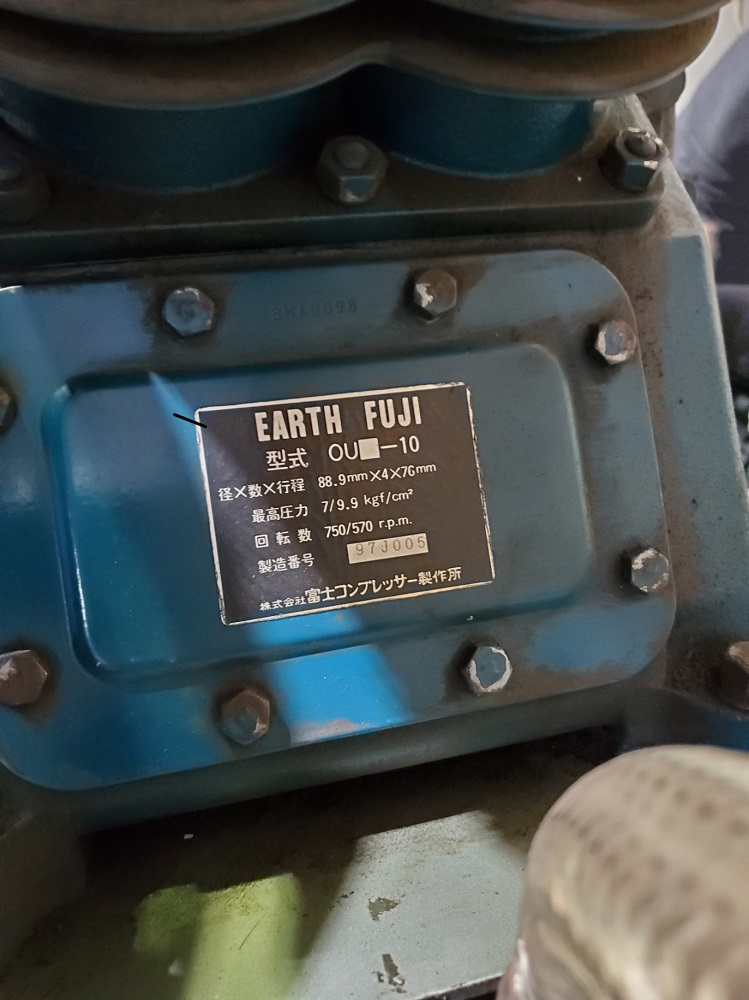 BHA0098
EARTH FUJI
型式 OU■-10
径×数×行程 88.9mm×4×76mm
最高圧力 7/9.9 kgf/cm²
回転数 750/570 r.p.m.
製造番号 97J005
株式会社富士コンプレッサー製作所